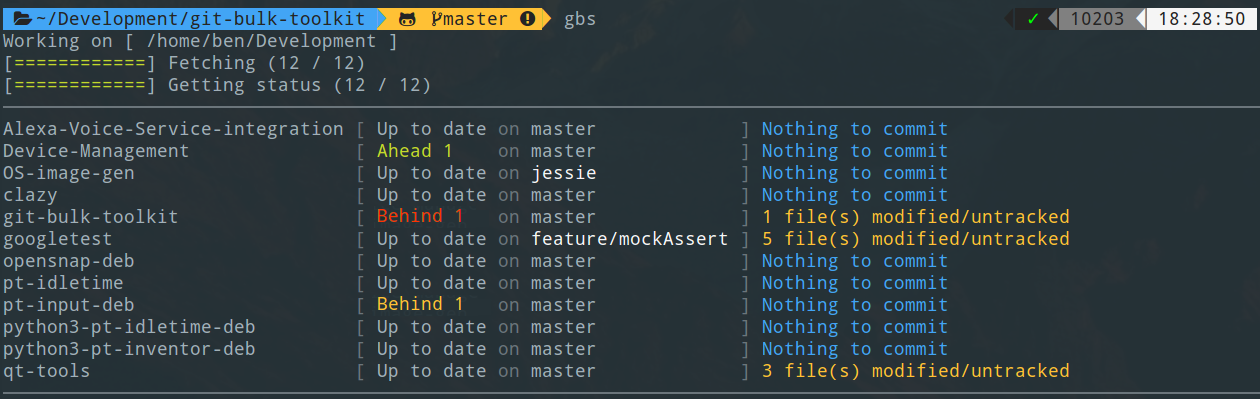 ~/Development/git-bulk-toolkit master gbs ✓ 10203 18:28:50
Working on [ /home/ben/Development ]
[============] Fetching (12 / 12)
[============] Getting status (12 / 12)
Alexa-Voice-Service-integration [ Up to date on master ] Nothing to commit
Device-Management [ Ahead 1 on master ] Nothing to commit
OS-image-gen [ Up to date on jessie ] Nothing to commit
clazy [ Up to date on master ] Nothing to commit
git-bulk-toolkit [ Behind 1 on master ] 1 file(s) modified/untracked
googletest [ Up to date on feature/mockAssert ] 5 file(s) modified/untracked
opensnap-deb [ Up to date on master ] Nothing to commit
pt-idletime [ Up to date on master ] Nothing to commit
pt-input-deb [ Behind 1 on master ] Nothing to commit
python3-pt-idletime-deb [ Up to date on master ] Nothing to commit
python3-pt-inventor-deb [ Up to date on master ] Nothing to commit
qt-tools [ Up to date on master ] 3 file(s) modified/untracked